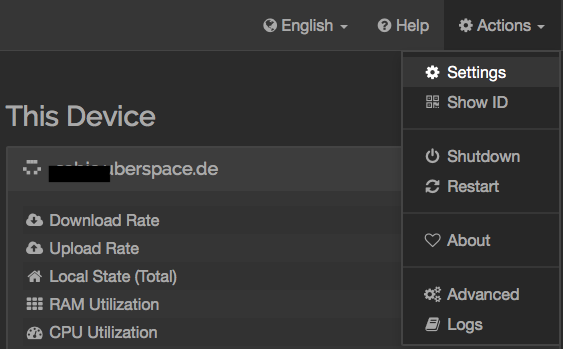 English
Help
Actions
Settings
Show ID
This Device
Shutdown
uberspace.de
Restart
Download Rate
Upload Rate
About
Local State (Total)
RAM Utilization
Advanced
CPU Utilization
Logs